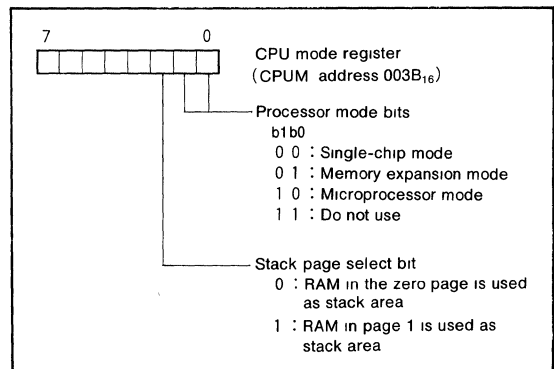 7 0
CPU mode register
(CPUM address 003B₁₆)
Processor mode bits
b1b0
0 0 : Single-chip mode
0 1 : Memory expansion mode
1 0 : Microprocessor mode
1 1 : Do not use
Stack page select bit
0 : RAM in the zero page is used
as stack area
1 : RAM in page 1 is used as
stack area